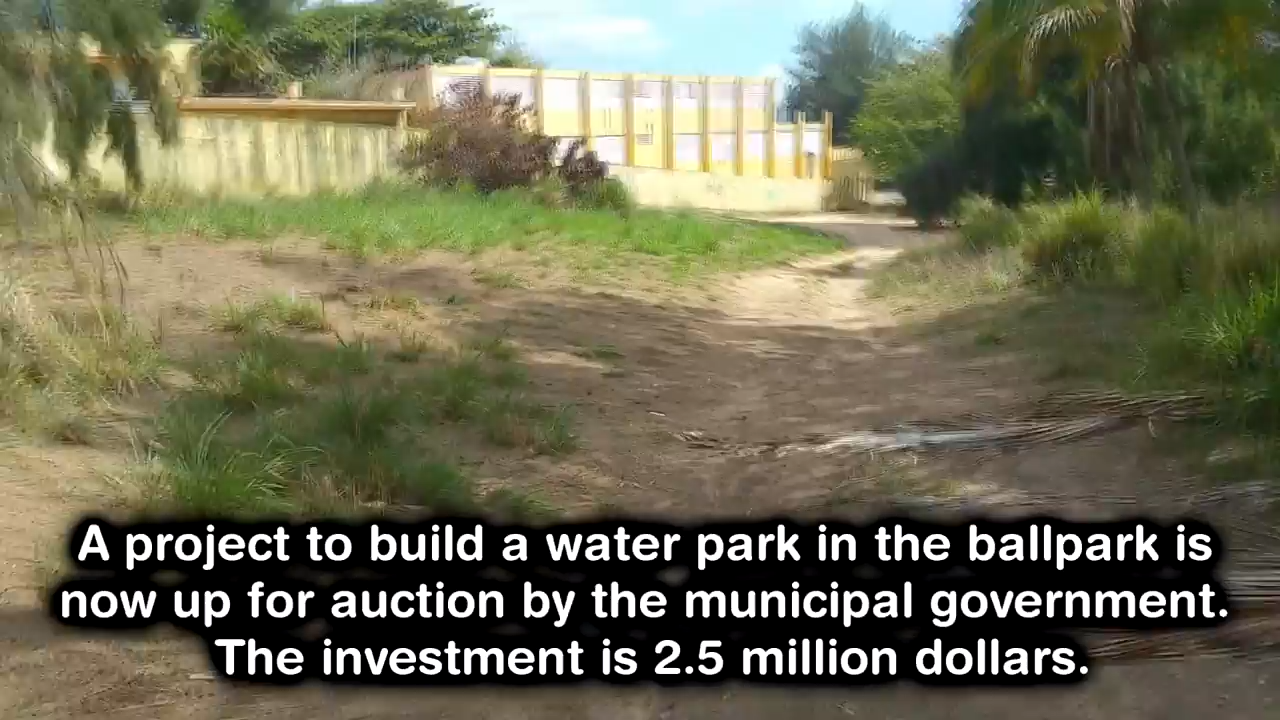 A project to build a water park in the ballpark is
now up for auction by the municipal government.
The investment is 2.5 million dollars.